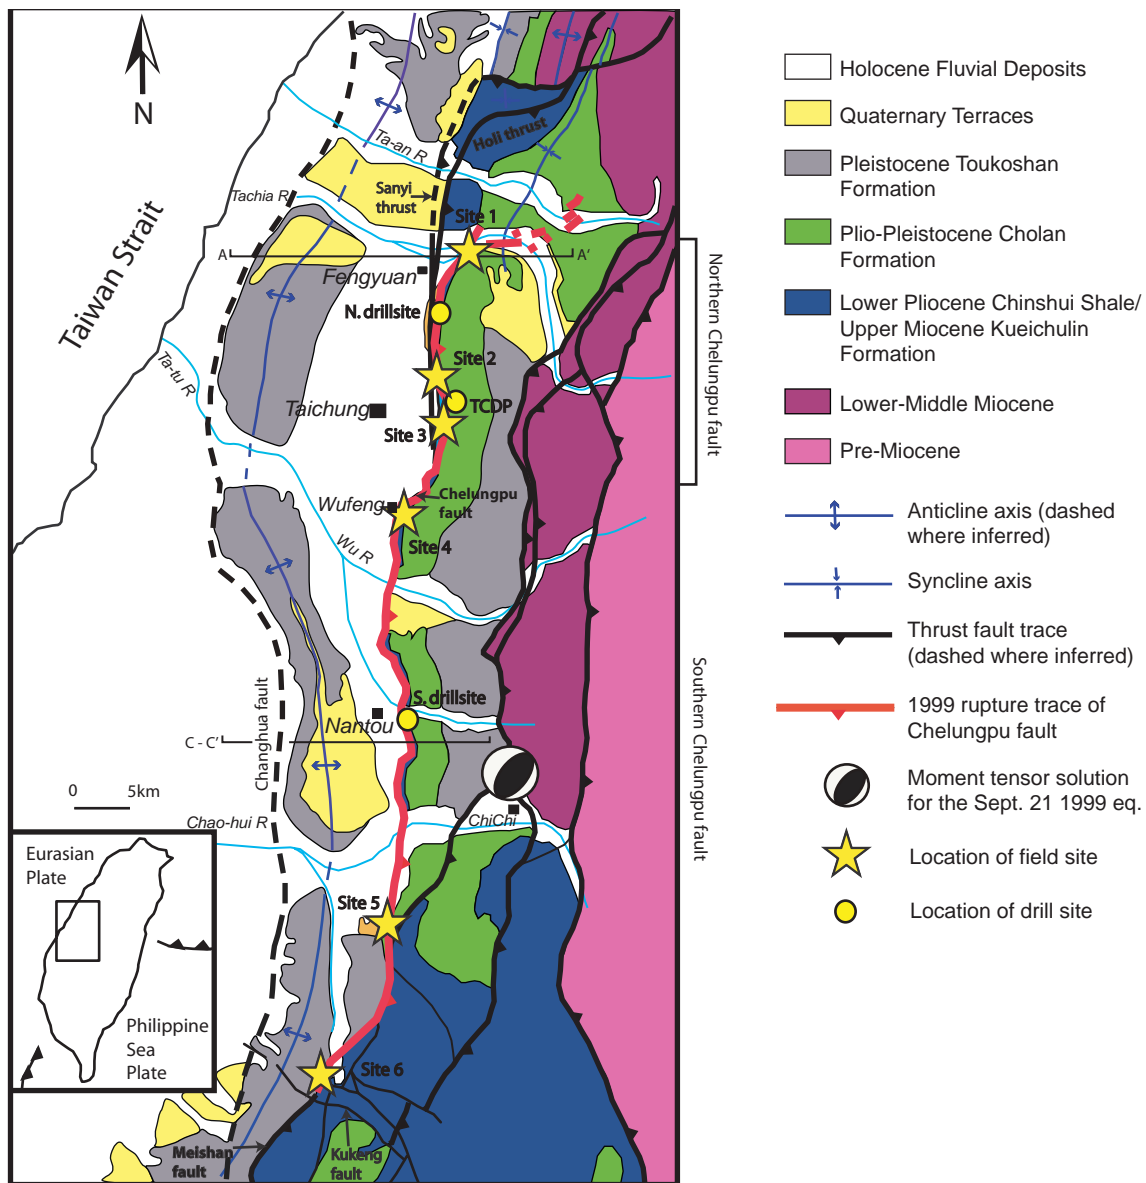 N
Taiwan Strait
Ta-an R
Holi thrust
Tachia R
Sanyi
thrust
Site 1
A
A'
Fengyuan
N. drillsite
Ta-tu R
Site 2
Taichung
TCDP
Site 3
Chelungpu
fault
Wufeng
Site 4
Wu R
S. drillsite
Nantou
C - C'
Changhua fault
0
5km
Chao-hui R
ChiChi
Eurasian
Plate
Philippine
Sea
Plate
Site 5
Site 6
Meishan
fault
Kukeng
fault
Northern Chelungpu fault
Southern Chelungpu fault
Holocene Fluvial Deposits
Quaternary Terraces
Pleistocene Toukoshan
Formation
Plio-Pleistocene Cholan
Formation
Lower Pliocene Chinshui Shale/
Upper Miocene Kueichulin
Formation
Lower-Middle Miocene
Pre-Miocene
Anticline axis (dashed
where inferred)
Syncline axis
Thrust fault trace
(dashed where inferred)
1999 rupture trace of
Chelungpu fault
Moment tensor solution
for the Sept. 21 1999 eq.
Location of field site
Location of drill site